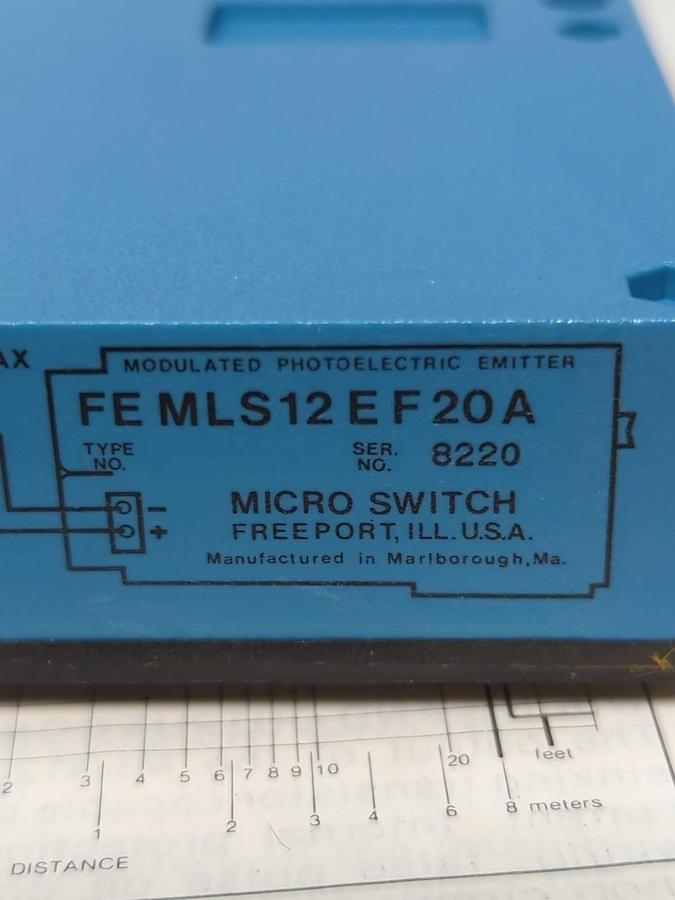 AX
MODULATED PHOTOELECTRIC EMITTER
FE MLS12 E F 20 A
TYPE NO.
SER. NO. 8220
- 
+
MICRO SWITCH
FREEPORT, ILL. U.S.A.
Manufactured in Marlborough, Ma.
2 3 4 5 6 7 8 9 10 20 feet
1 2 3 4 6 8 meters
DISTANCE